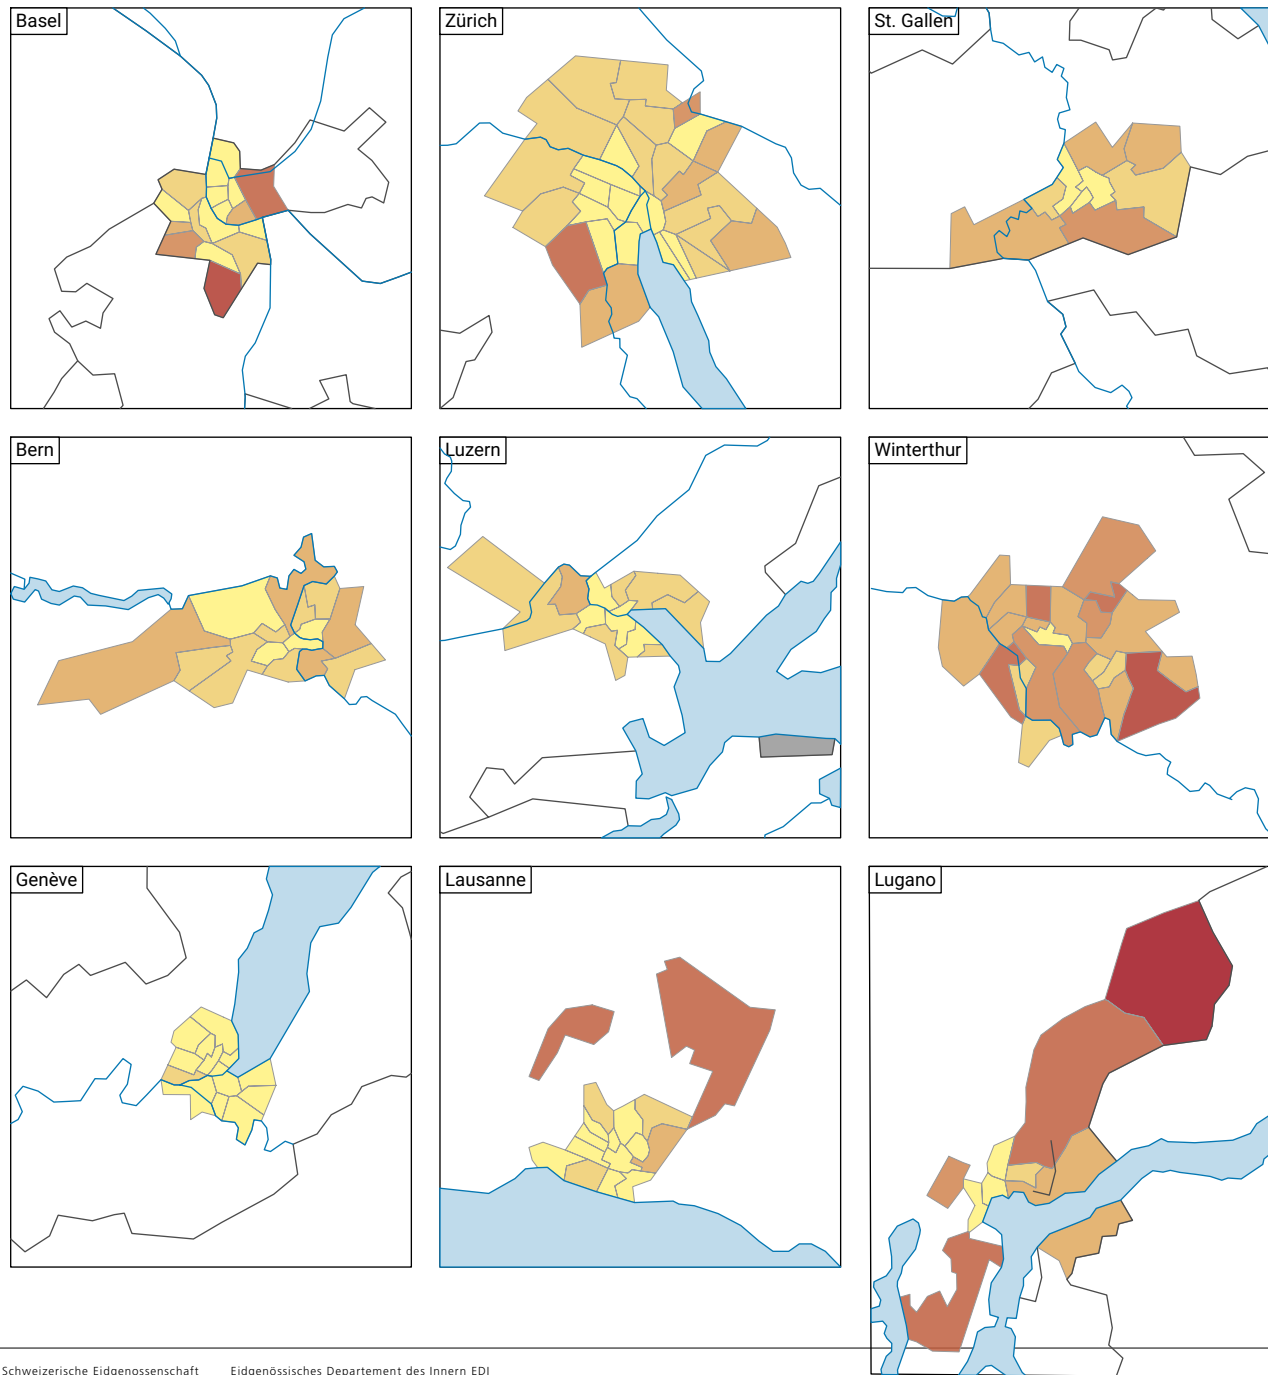 Basel
Zürich
St. Gallen
Bern
Luzern
Winterthur
Genève
Lausanne
Lugano
Schweizerische Eidgenossenschaft Eidgenössisches Departement des Innern EDI